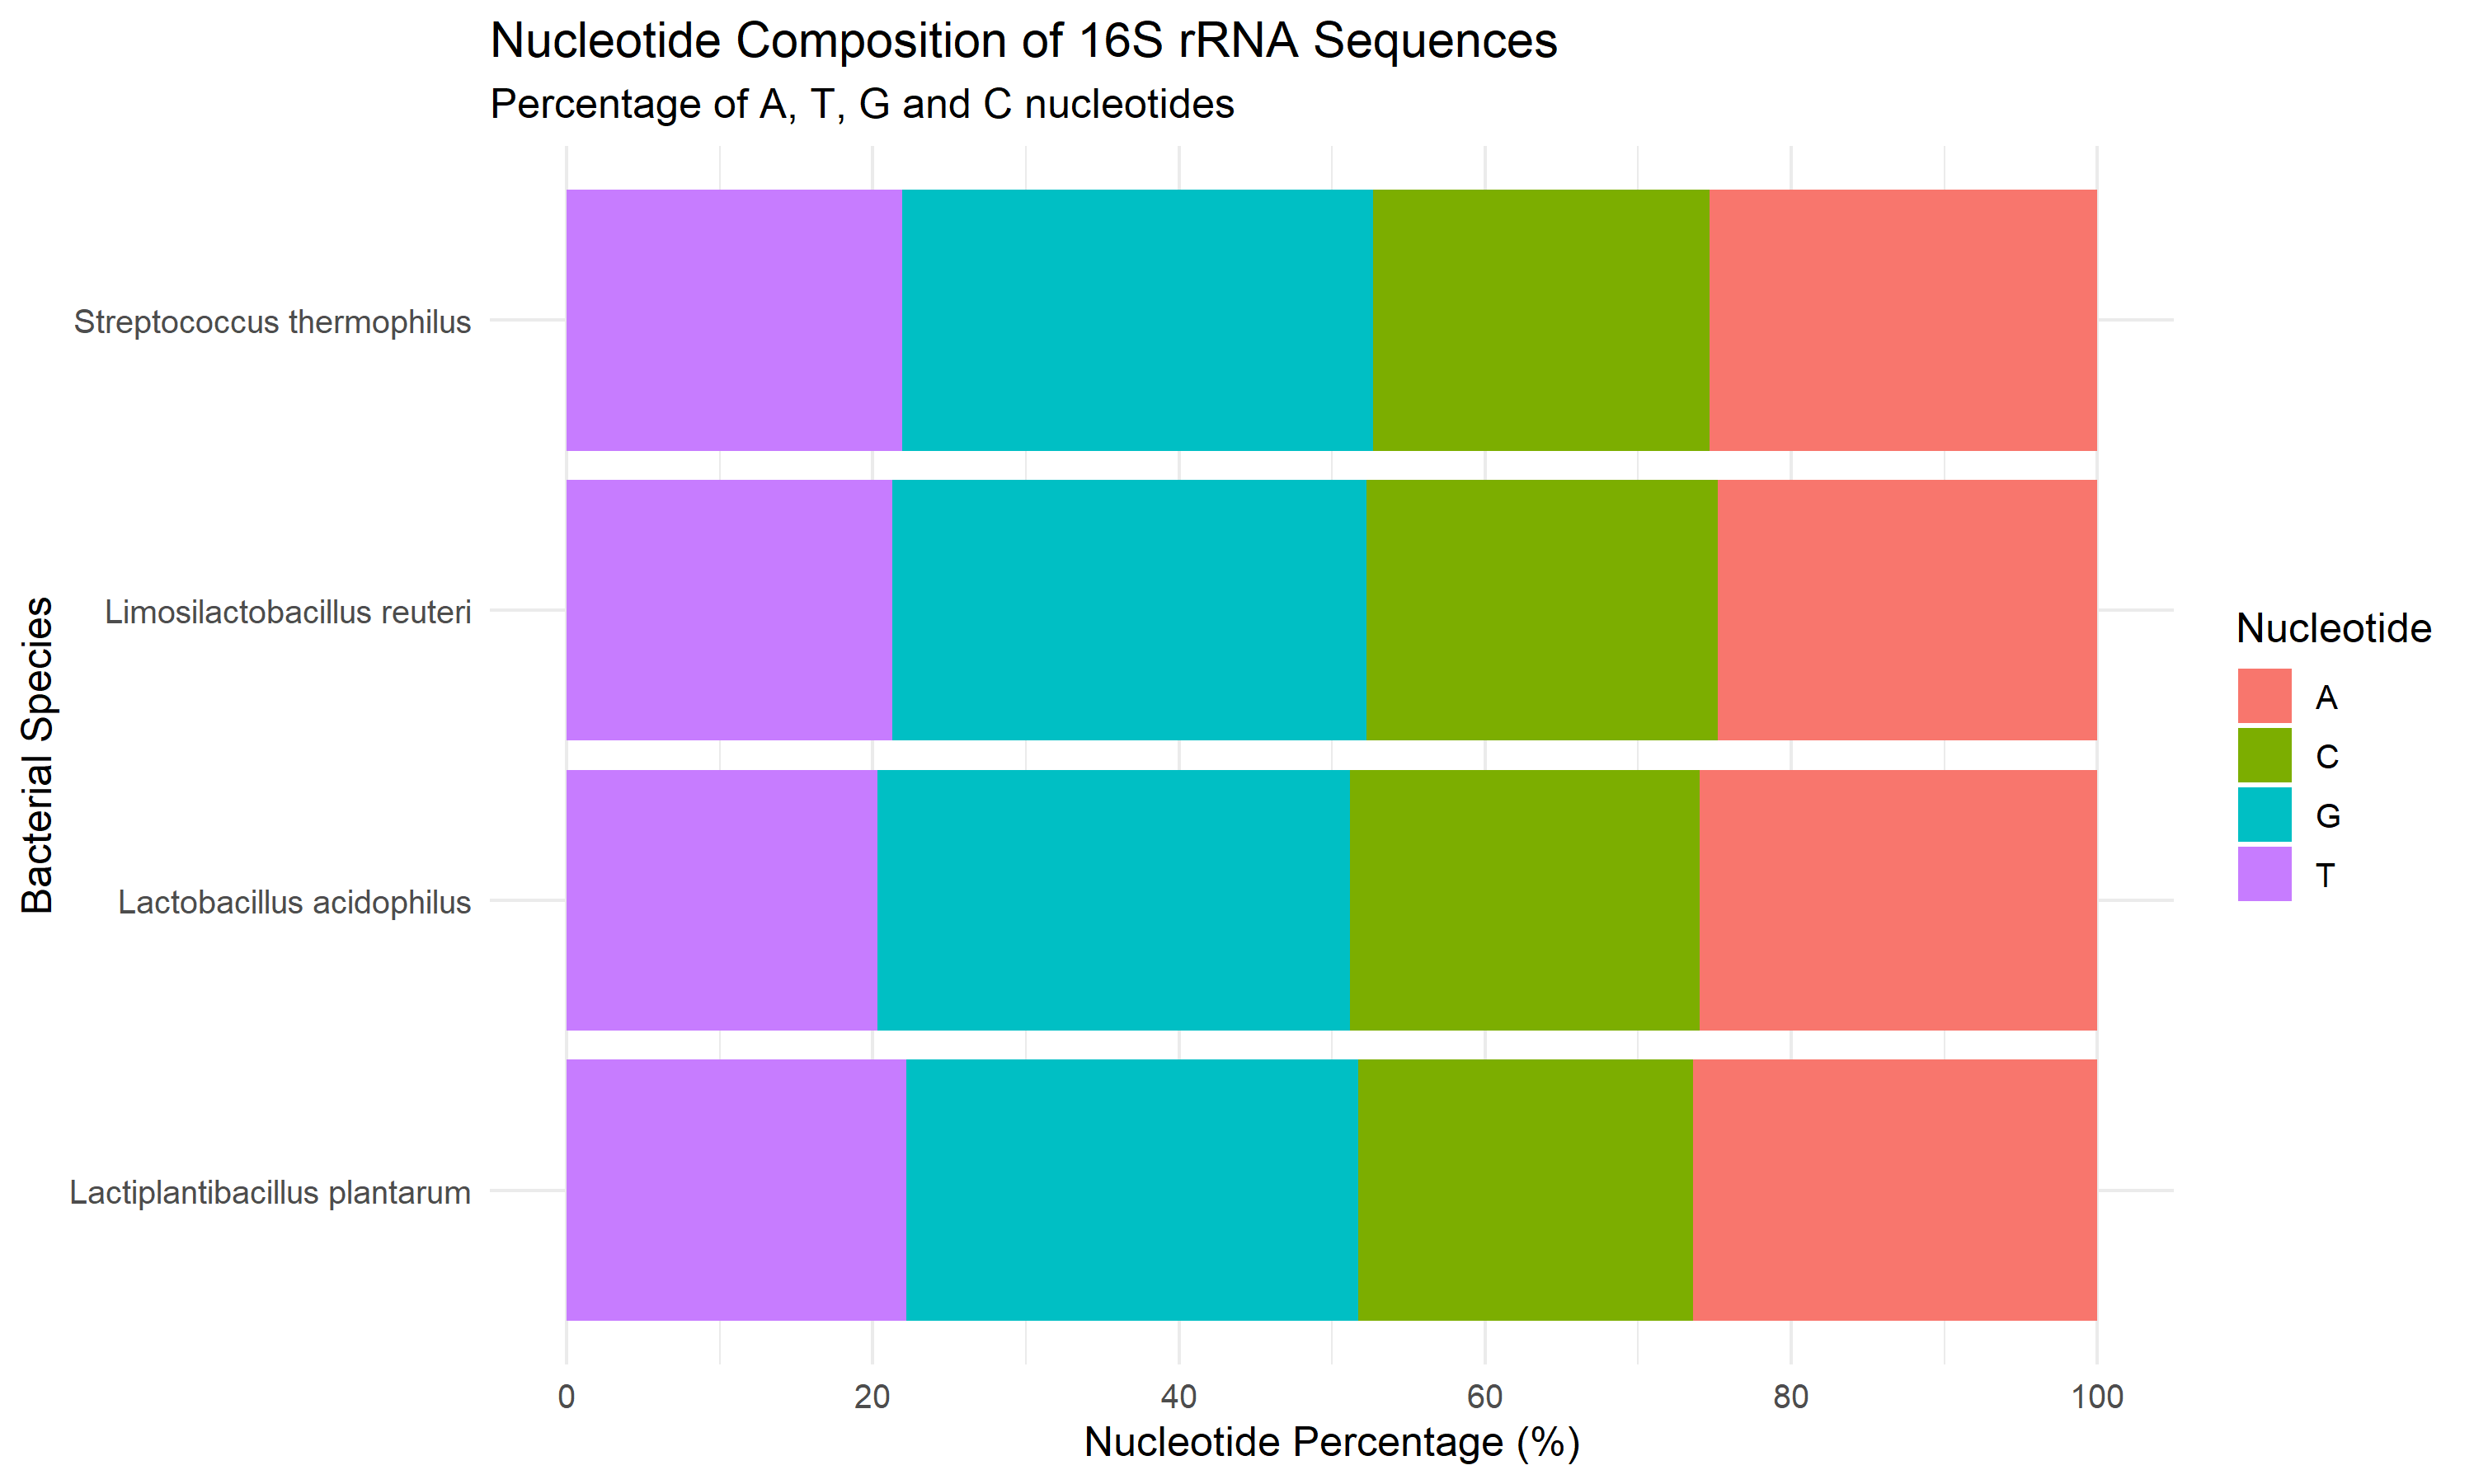 Nucleotide Composition of 16S rRNA Sequences
Percentage of A, T, G and C nucleotides
Bacterial Species
Streptococcus thermophilus
Limosilactobacillus reuteri
Lactobacillus acidophilus
Lactiplantibacillus plantarum
0 20 40 60 80 100
Nucleotide Percentage (%)
Nucleotide
A
C
G
T